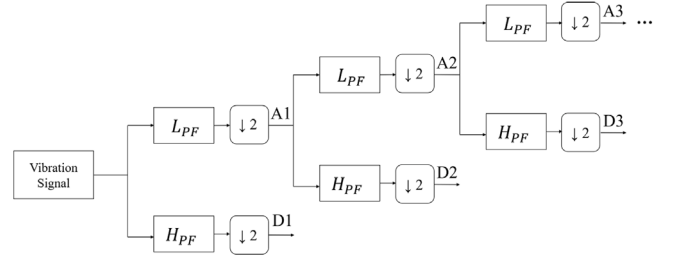 L_PF
↓ 2
A3
...
L_PF
↓ 2
A2
L_PF
↓ 2
A1
H_PF
↓ 2
D3
Vibration
Signal
H_PF
↓ 2
D2
H_PF
↓ 2
D1